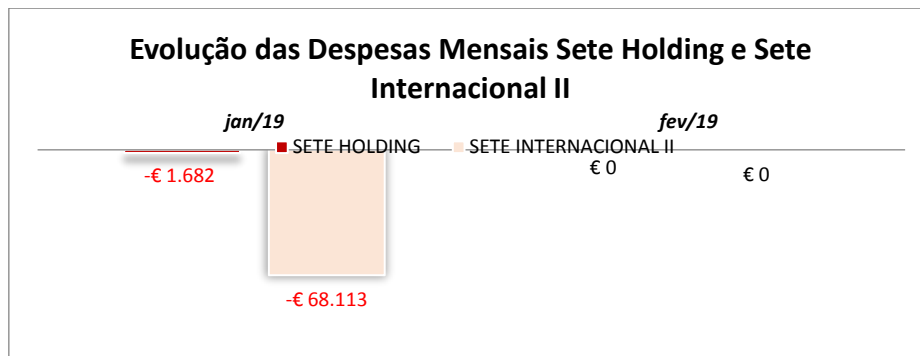 Evolução das Despesas Mensais Sete Holding e Sete
Internacional II
jan/19 fev/19
SETE HOLDING SETE INTERNACIONAL II
-€ 1.682 € 0 € 0
-€ 68.113